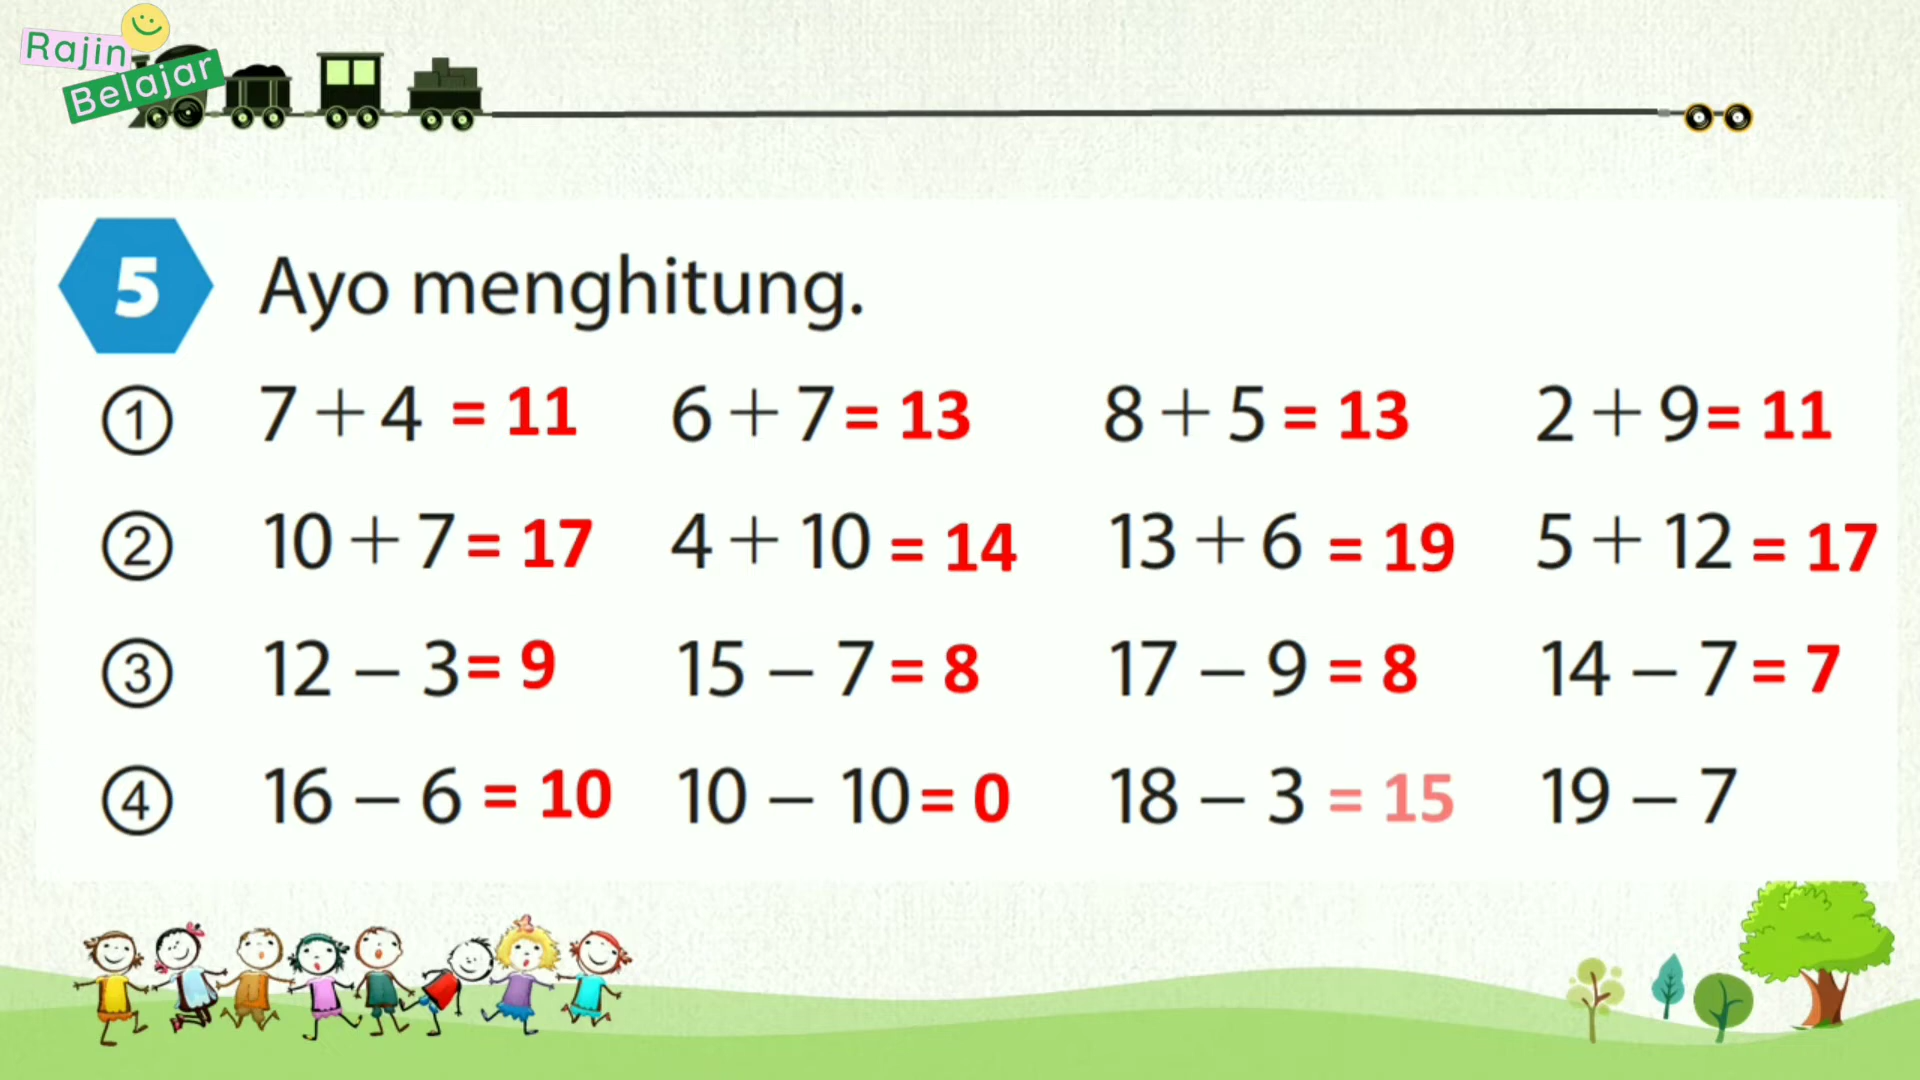 Rajin
Belajar
5 Ayo menghitung.
① 7 + 4 = 11 6 + 7 = 13 8 + 5 = 13 2 + 9 = 11
② 10 + 7 = 17 4 + 10 = 14 13 + 6 = 19 5 + 12 = 17
③ 12 − 3 = 9 15 − 7 = 8 17 − 9 = 8 14 − 7 = 7
④ 16 − 6 = 10 10 − 10 = 0 18 − 3 = 15 19 − 7